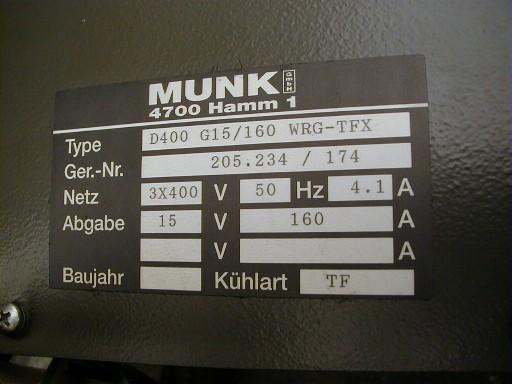 MUNK GmbH
4700 Hamm 1
Type D400 G15/160 WRG-TFX
Ger.-Nr. 205.234 / 174
Netz 3X400 V 50 Hz 4.1 A
Abgabe 15 V 160 A
V A
Baujahr Kühlart TF